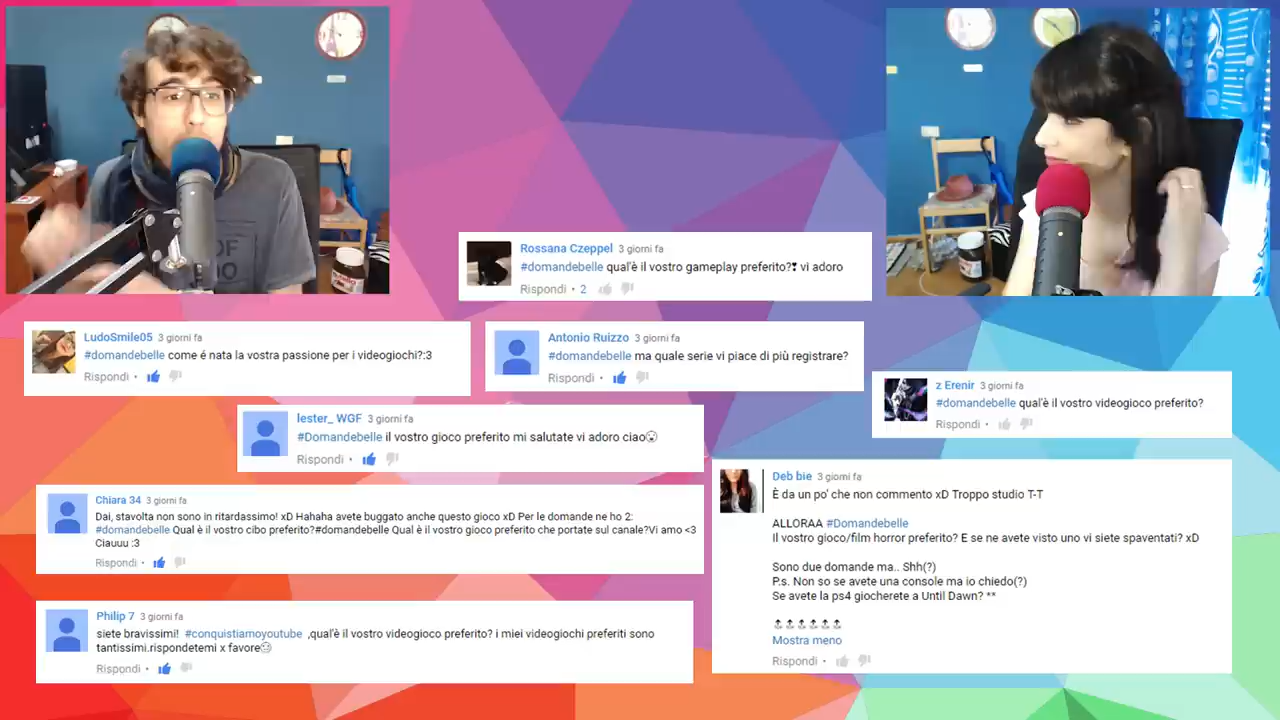 Rossana Czeppel 3 giorni fa
#domandebelle qual'è il vostro gameplay preferito?❣ vi adoro
Rispondi • 2
LudoSmile05 3 giorni fa
#domandebelle come é nata la vostra passione per i videogiochi?:3
Rispondi •
Antonio Ruizzo 3 giorni fa
#domandebelle ma quale serie vi piace di più registrare?
Rispondi •
z Erenir 3 giorni fa
#domandebelle qual'è il vostro videogioco preferito?
Rispondi •
lester_ WGF 3 giorni fa
#Domandebelle il vostro gioco preferito mi salutate vi adoro ciao
Rispondi •
Deb bie 3 giorni fa
È da un po' che non commento xD Troppo studio T-T
ALLORAA #Domandebelle
Il vostro gioco/film horror preferito? E se ne avete visto uno vi siete spaventati? xD
Sono due domande ma.. Shh(?)
P.s. Non so se avete una console ma io chiedo(?)
Se avete la ps4 giocherete a Until Dawn? **
Mostra meno
Rispondi •
Chiara 34 3 giorni fa
Dai, stavolta non sono in ritardassimo! xD Hahaha avete buggato anche questo gioco xD Per le domande ne ho 2:
#domandebelle Qual è il vostro cibo preferito?#domandebelle Qual è il vostro gioco preferito che portate sul canale?Vi amo <3
Ciauuu :3
Rispondi •
Philip 7 3 giorni fa
siete bravissimi! #conquistiamoyoutube ,qual'è il vostro videogioco preferito? i miei videogiochi preferiti sono
tantissimi.rispondetemi x favore
Rispondi •